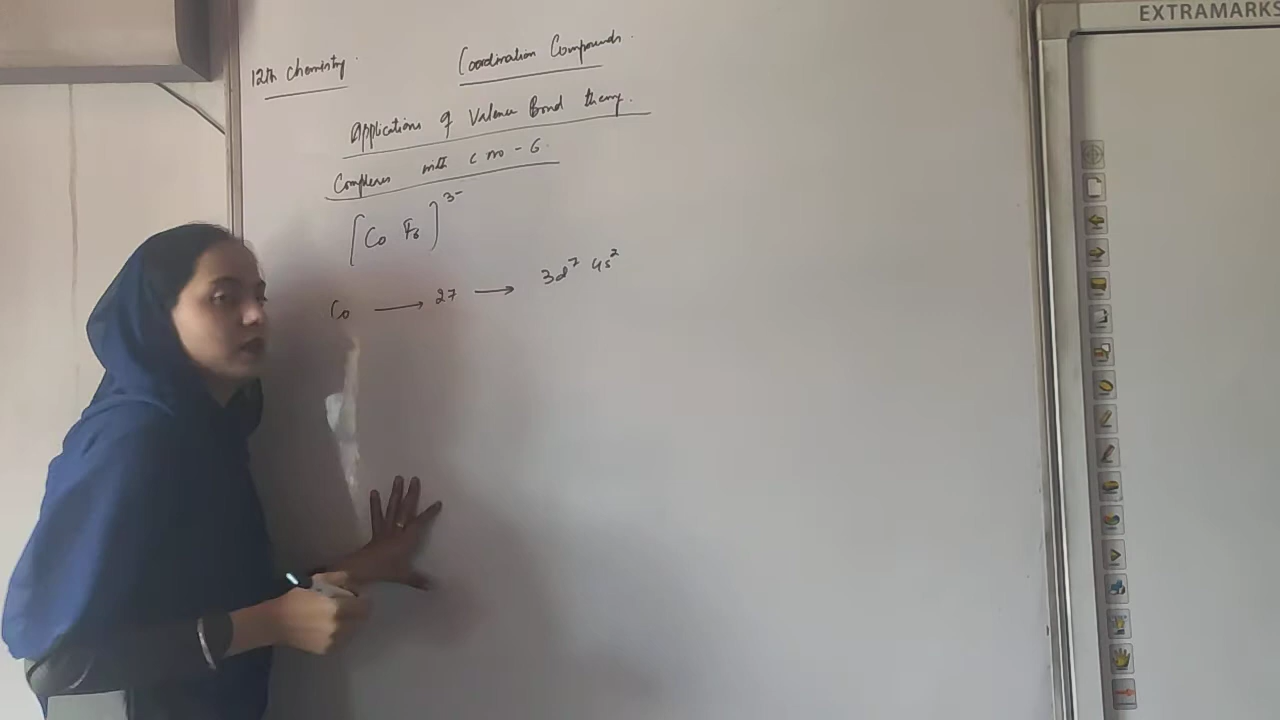 EXTRAMARKS
12th Chemistry.
Coordination Compounds.
Applications of Valence Bond theory.
Complexes with c no - 6.
[Co F₆]³⁻
Co ⟶ 27 ⟶ 3d⁷ 4s²